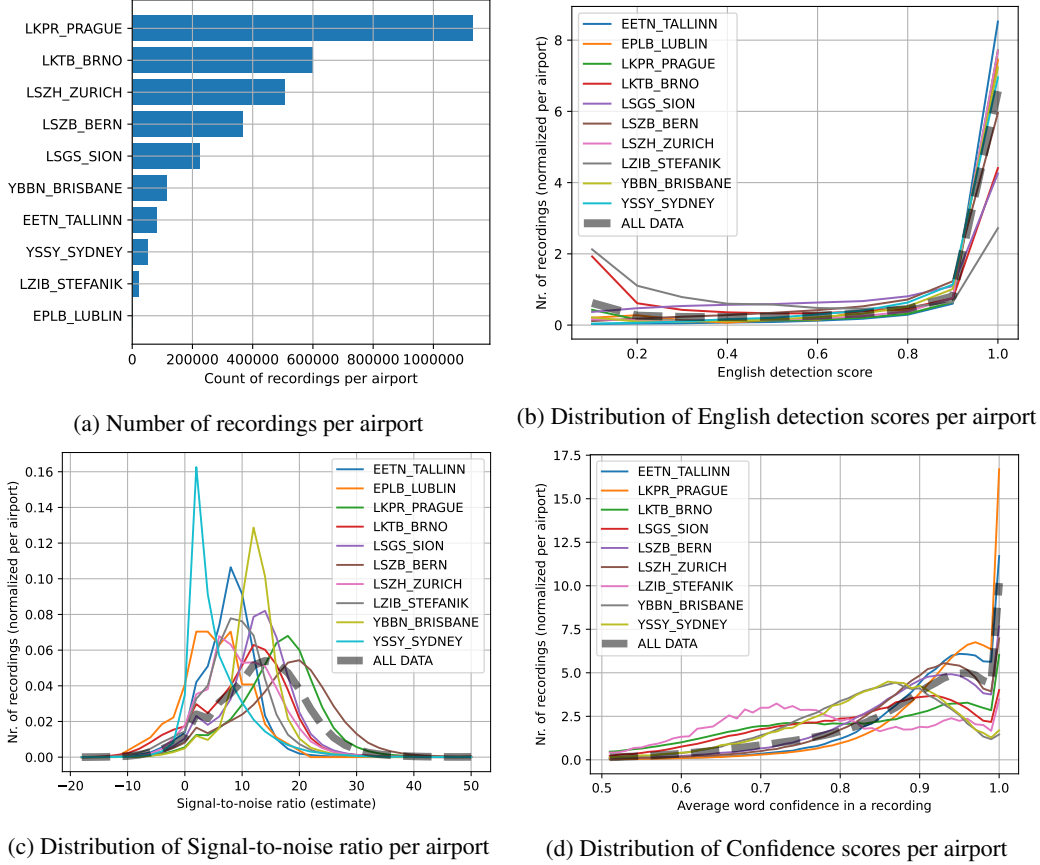 LKPR_PRAGUE
LKTB_BRNO
LSZH_ZURICH
LSZB_BERN
LSGS_SION
YBBN_BRISBANE
EETN_TALLINN
YSSY_SYDNEY
LZIB_STEFANIK
EPLB_LUBLIN
0 200000 400000 600000 800000 1000000
Count of recordings per airport
(a) Number of recordings per airport
Nr. of recordings (normalized per airport)
8
6
4
2
0
EETN_TALLINN
EPLB_LUBLIN
LKPR_PRAGUE
LKTB_BRNO
LSGS_SION
LSZB_BERN
LSZH_ZURICH
LZIB_STEFANIK
YBBN_BRISBANE
YSSY_SYDNEY
ALL DATA
0.2 0.4 0.6 0.8 1.0
English detection score
(b) Distribution of English detection scores per airport
Nr. of recordings (normalized per airport)
0.16
0.14
0.12
0.10
0.08
0.06
0.04
0.02
0.00
EETN_TALLINN
EPLB_LUBLIN
LKPR_PRAGUE
LKTB_BRNO
LSGS_SION
LSZB_BERN
LSZH_ZURICH
LZIB_STEFANIK
YBBN_BRISBANE
YSSY_SYDNEY
ALL DATA
−20 −10 0 10 20 30 40 50
Signal-to-noise ratio (estimate)
(c) Distribution of Signal-to-noise ratio per airport
Nr. of recordings (normalized per airport)
17.5
15.0
12.5
10.0
7.5
5.0
2.5
0.0
EETN_TALLINN
LKPR_PRAGUE
LKTB_BRNO
LSGS_SION
LSZB_BERN
LSZH_ZURICH
LZIB_STEFANIK
YBBN_BRISBANE
YSSY_SYDNEY
ALL DATA
0.5 0.6 0.7 0.8 0.9 1.0
Average word confidence in a recording
(d) Distribution of Confidence scores per airport